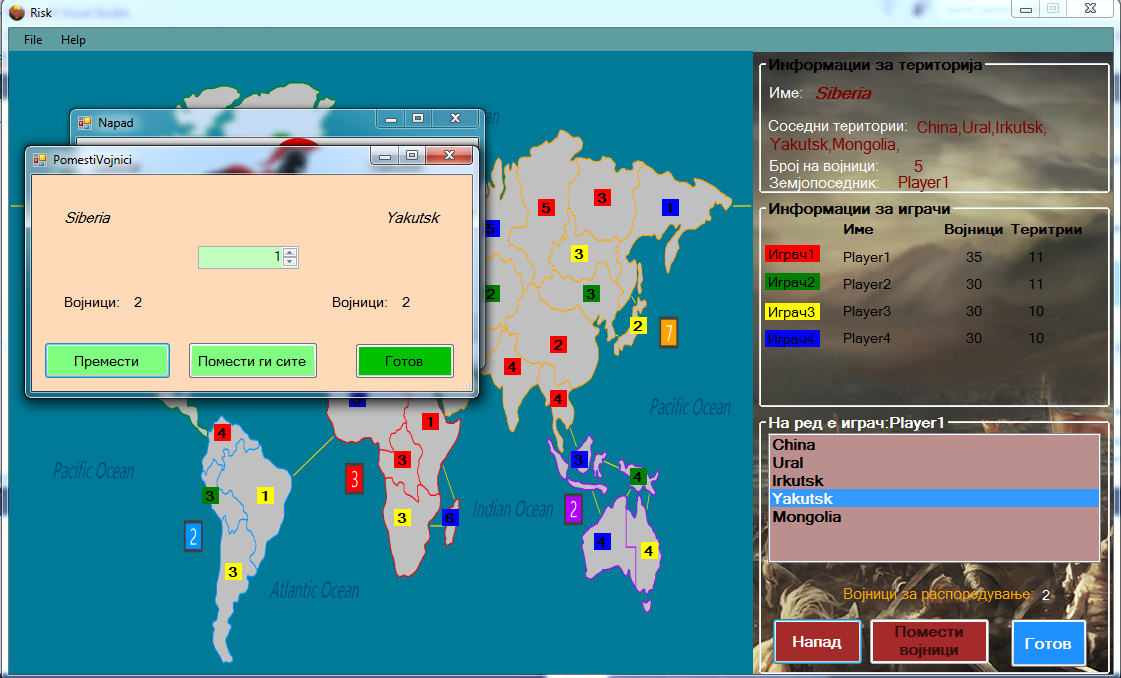 Risk
File Help
Napad
PomestiVojnici
Siberia Yakutsk
1
Војници: 2 Војници: 2
Премести Помести ги сите Готов
5 3 1
5 3
2 3
2 7
2
4
4
4 1
3 3 3
3 1 4
2 3 6 2
4 4
3
Pacific Ocean
Pacific Ocean
Indian Ocean
Atlantic Ocean
Информации за територија
Име: Siberia
Соседни територии: China,Ural,Irkutsk,
Yakutsk,Mongolia,
Број на војници: 5
Земјопоседник: Player1
Информации за играчи
Име Војници Територии
Играч1 Player1 35 11
Играч2 Player2 30 11
Играч3 Player3 30 10
Играч4 Player4 30 10
На ред е играч:Player1
China
Ural
Irkutsk
Yakutsk
Mongolia
Војници за распоредување: 2
Напад Помести
војници Готов